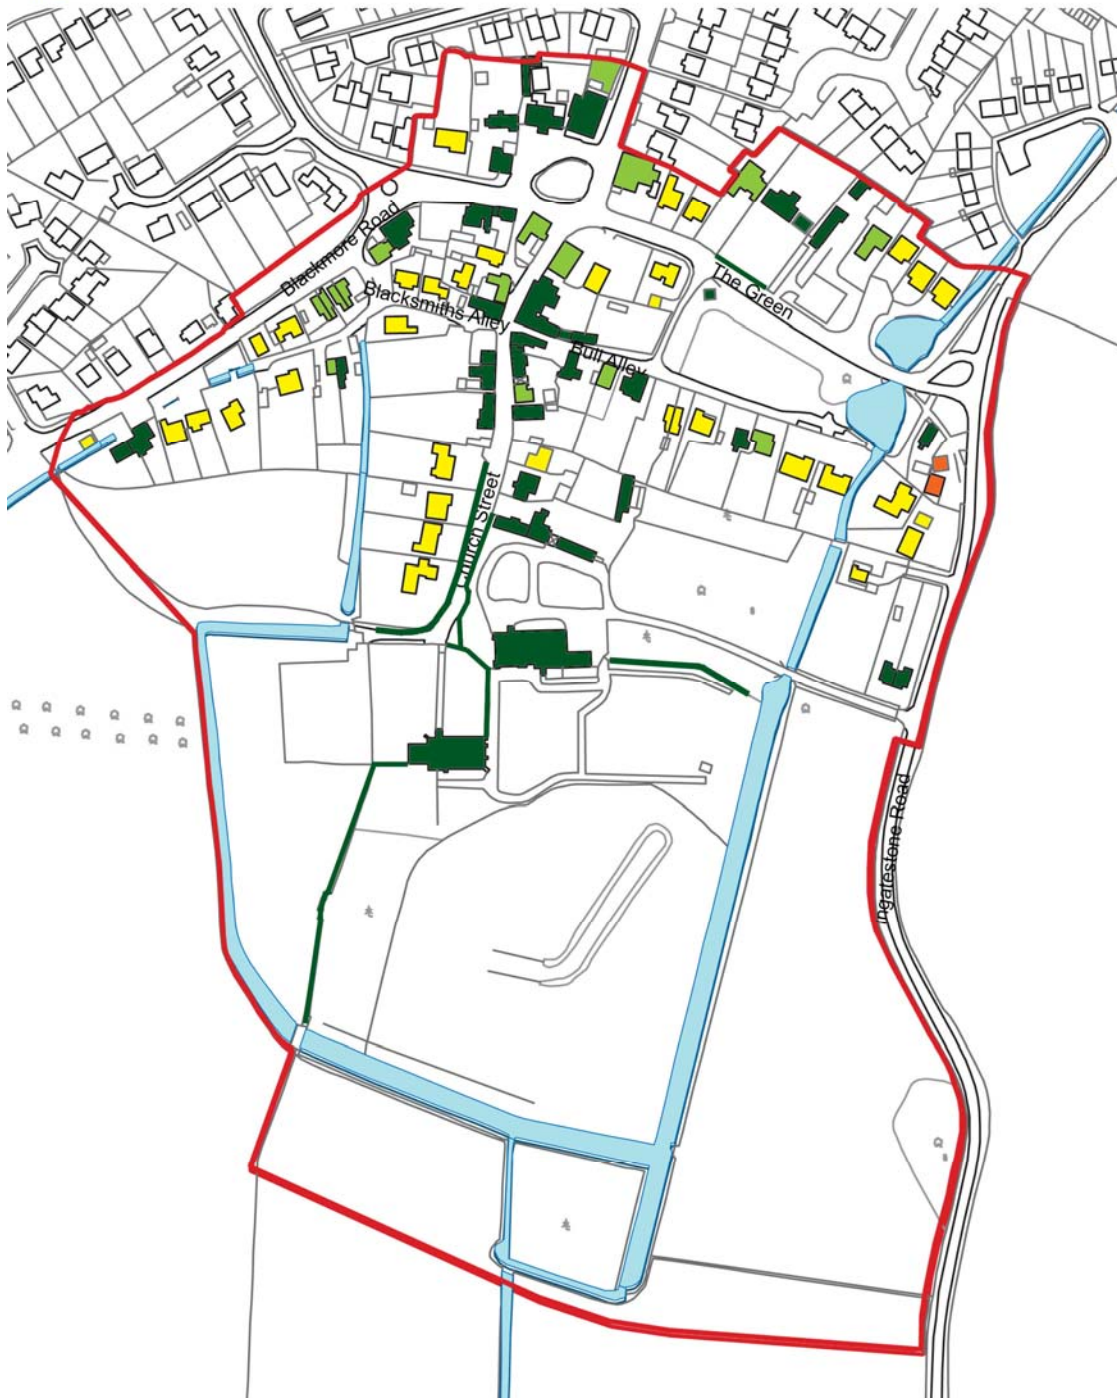 Blackmore Road
The Green
Blacksmiths Alley
Bull Alley
Church Street
Ingatestone Road